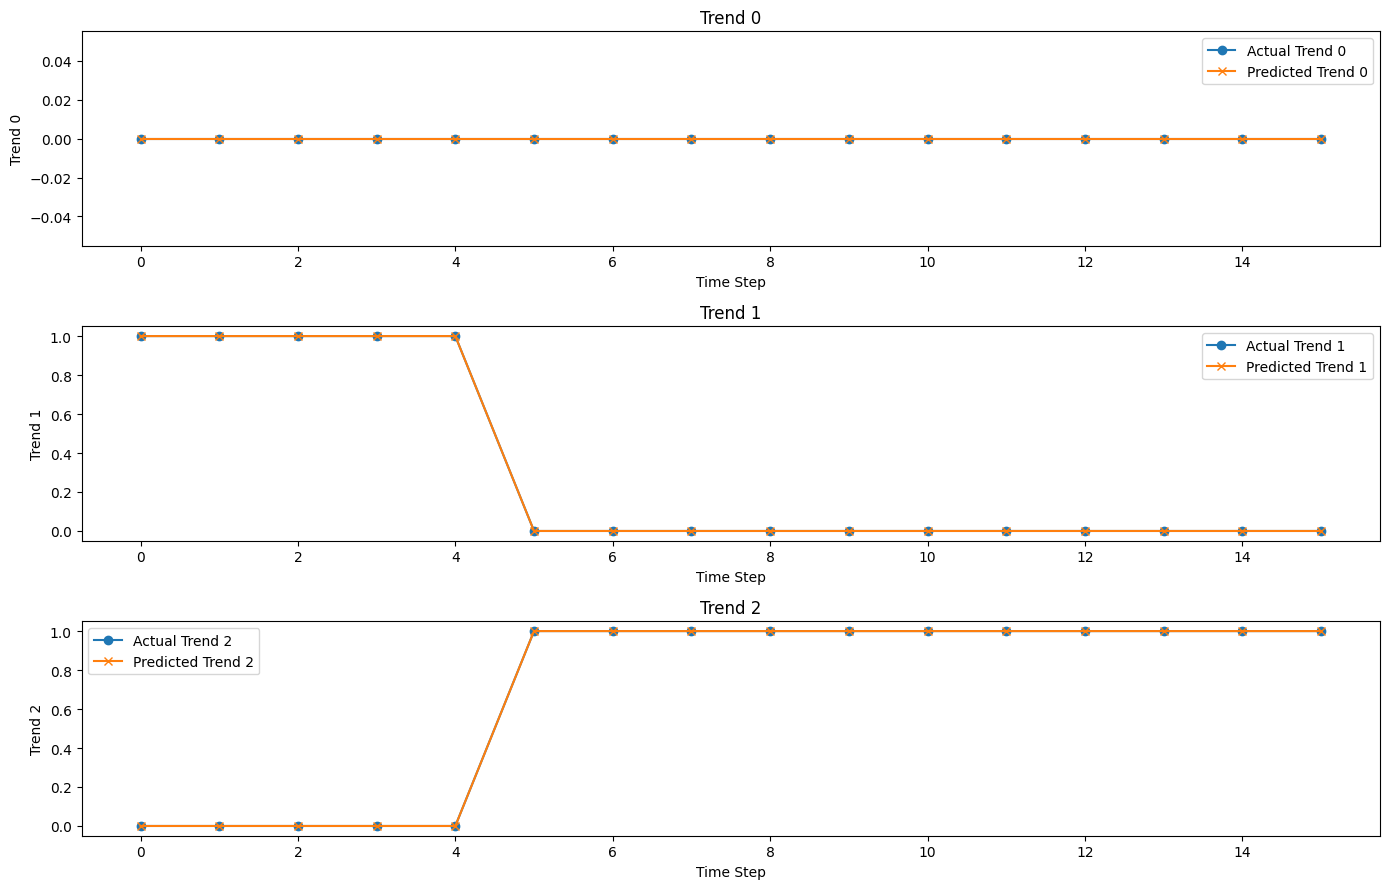 Trend 0
Actual Trend 0
Predicted Trend 0
Trend 0
0.04
0.02
0.00
−0.02
−0.04
0 2 4 6 8 10 12 14
Time Step
Trend 1
Actual Trend 1
Predicted Trend 1
Trend 1
1.0
0.8
0.6
0.4
0.2
0.0
0 2 4 6 8 10 12 14
Time Step
Trend 2
Actual Trend 2
Predicted Trend 2
Trend 2
1.0
0.8
0.6
0.4
0.2
0.0
0 2 4 6 8 10 12 14
Time Step